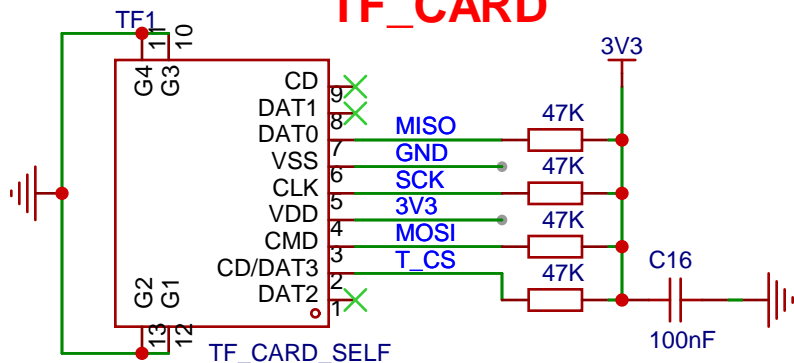 TF_CARD
TF1
11 10
G4 G3
3V3
CD 9
DAT1 8
DAT0 7 MISO 47K
VSS 6 GND
CLK 5 SCK 47K
VDD 4 3V3
CMD 3 MOSI 47K
CD/DAT3 2 T_CS 47K
DAT2 1
G2 G1
13 12
C16
100nF
TF_CARD_SELF